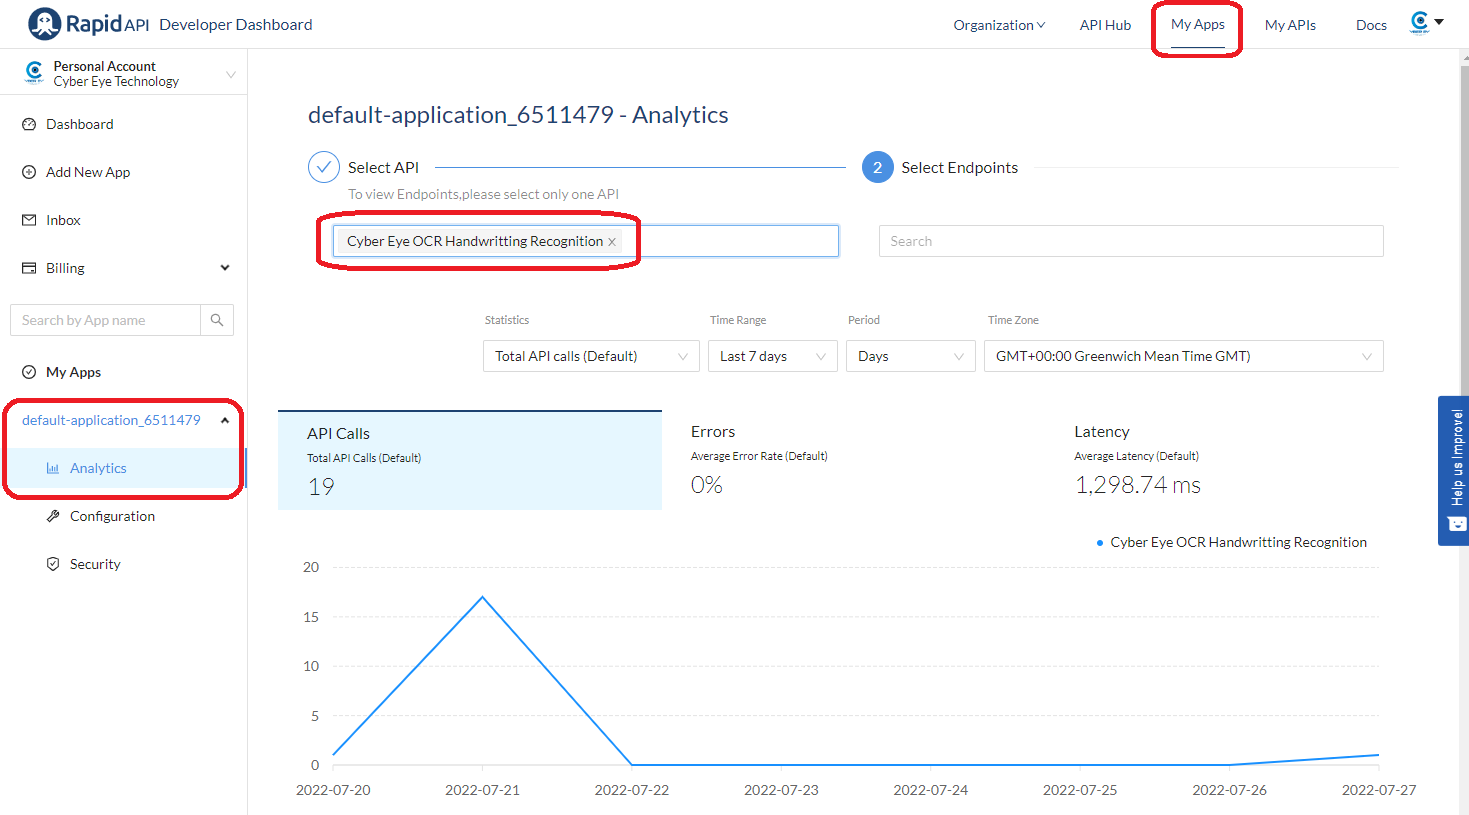 RapidAPI Developer Dashboard
Organization API Hub My Apps My APIs Docs
Personal Account
Cyber Eye Technology
Dashboard
Add New App
Inbox
Billing
Search by App name
My Apps
default-application_6511479
Analytics
Configuration
Security
default-application_6511479 - Analytics
Select API
To view Endpoints,please select only one API
Cyber Eye OCR Handwritting Recognition
2 Select Endpoints
Search
Statistics Time Range Period Time Zone
Total API calls (Default) Last 7 days Days GMT+00:00 Greenwich Mean Time GMT)
API Calls
Total API Calls (Default)
19
Errors
Average Error Rate (Default)
0%
Latency
Average Latency (Default)
1,298.74 ms
Help us Improve!
Cyber Eye OCR Handwritting Recognition
20
15
10
5
0
2022-07-20 2022-07-21 2022-07-22 2022-07-23 2022-07-24 2022-07-25 2022-07-26 2022-07-27